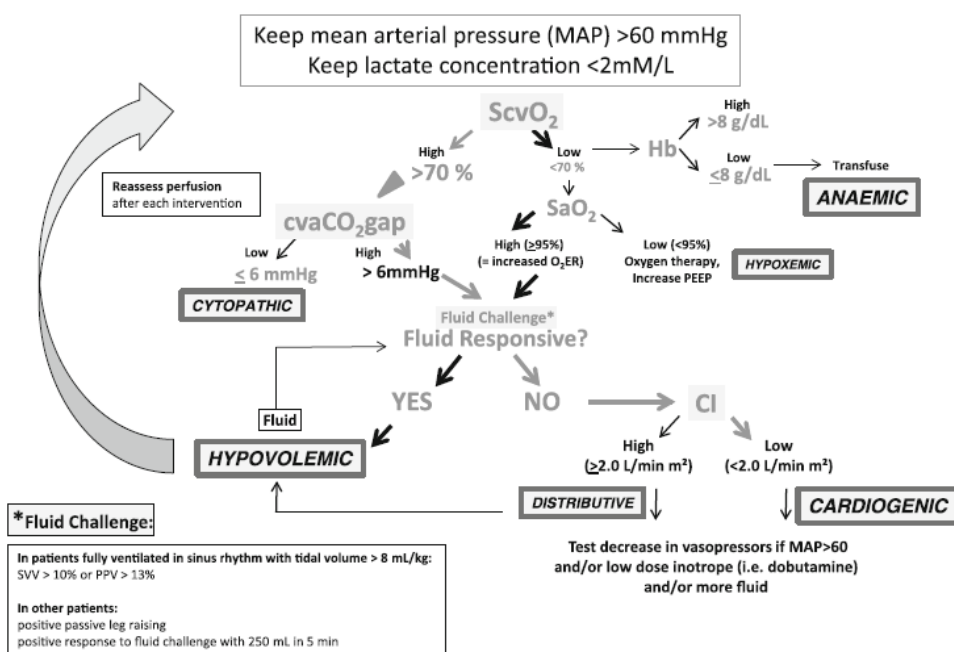 Keep mean arterial pressure (MAP) >60 mmHg
Keep lactate concentration <2mM/L
ScvO₂
High
>70 %
Low
<70 %
Hb
High
>8 g/dL
Low
≤8 g/dL
Transfuse
ANAEMIC
Reassess perfusion
after each intervention
cvaCO₂gap
Low
≤ 6 mmHg
CYTOPATHIC
High
> 6mmHg
SaO₂
High (≥95%)
(= increased O₂ER)
Low (<95%)
Oxygen therapy,
Increase PEEP
HYPOXEMIC
Fluid Challenge*
Fluid Responsive?
YES
NO
CI
Fluid
HYPOVOLEMIC
High
(≥2.0 L/min m²)
Low
(<2.0 L/min m²)
DISTRIBUTIVE
CARDIOGENIC
Test decrease in vasopressors if MAP>60
and/or low dose inotrope (i.e. dobutamine)
and/or more fluid
*Fluid Challenge:
In patients fully ventilated in sinus rhythm with tidal volume > 8 mL/kg:
SVV > 10% or PPV > 13%
In other patients:
positive passive leg raising
positive response to fluid challenge with 250 mL in 5 min